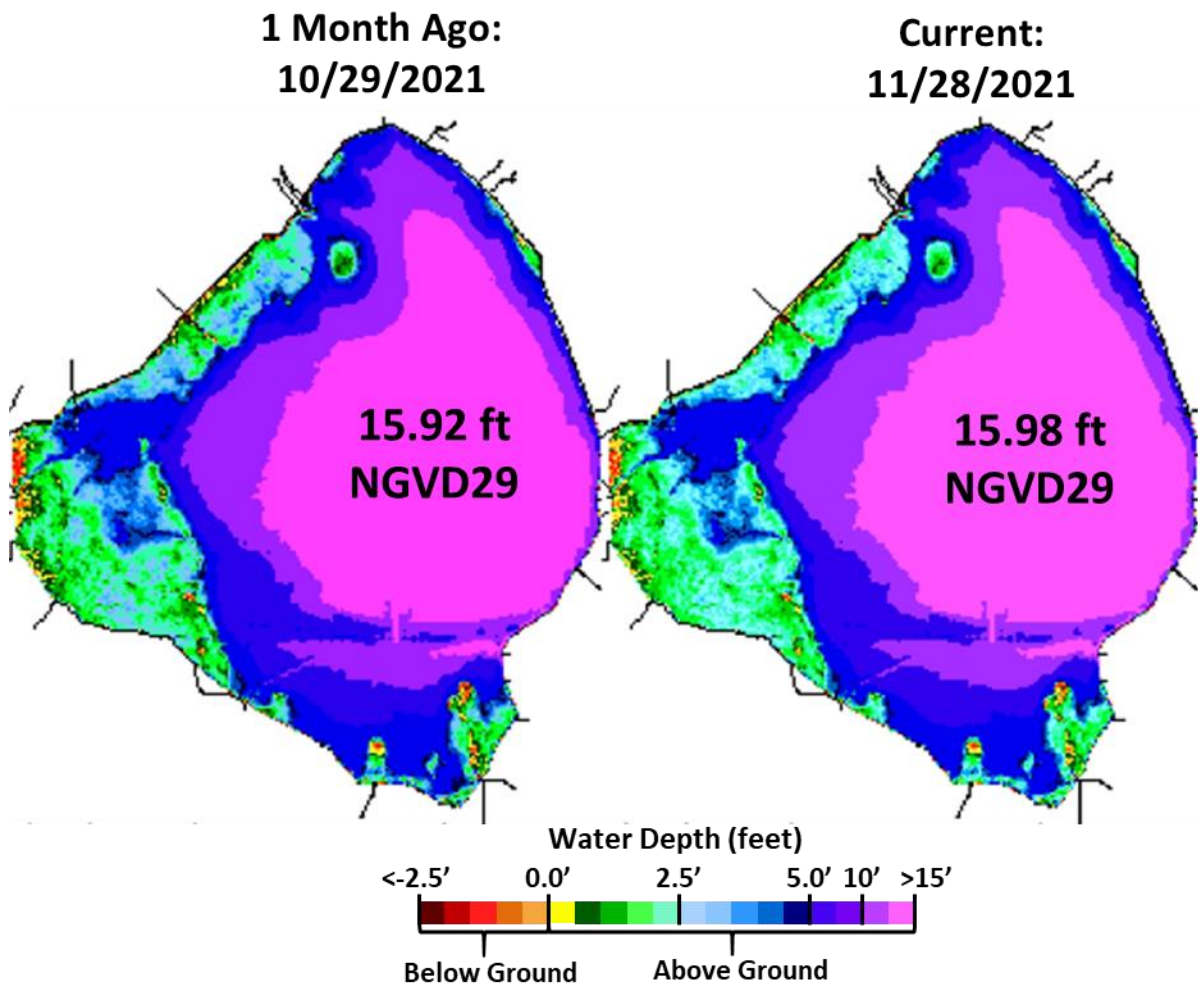 1 Month Ago:
10/29/2021
Current:
11/28/2021
15.92 ft
NGVD29
15.98 ft
NGVD29
Water Depth (feet)
<-2.5’ 0.0’ 2.5’ 5.0’ 10’ >15’
Below Ground Above Ground